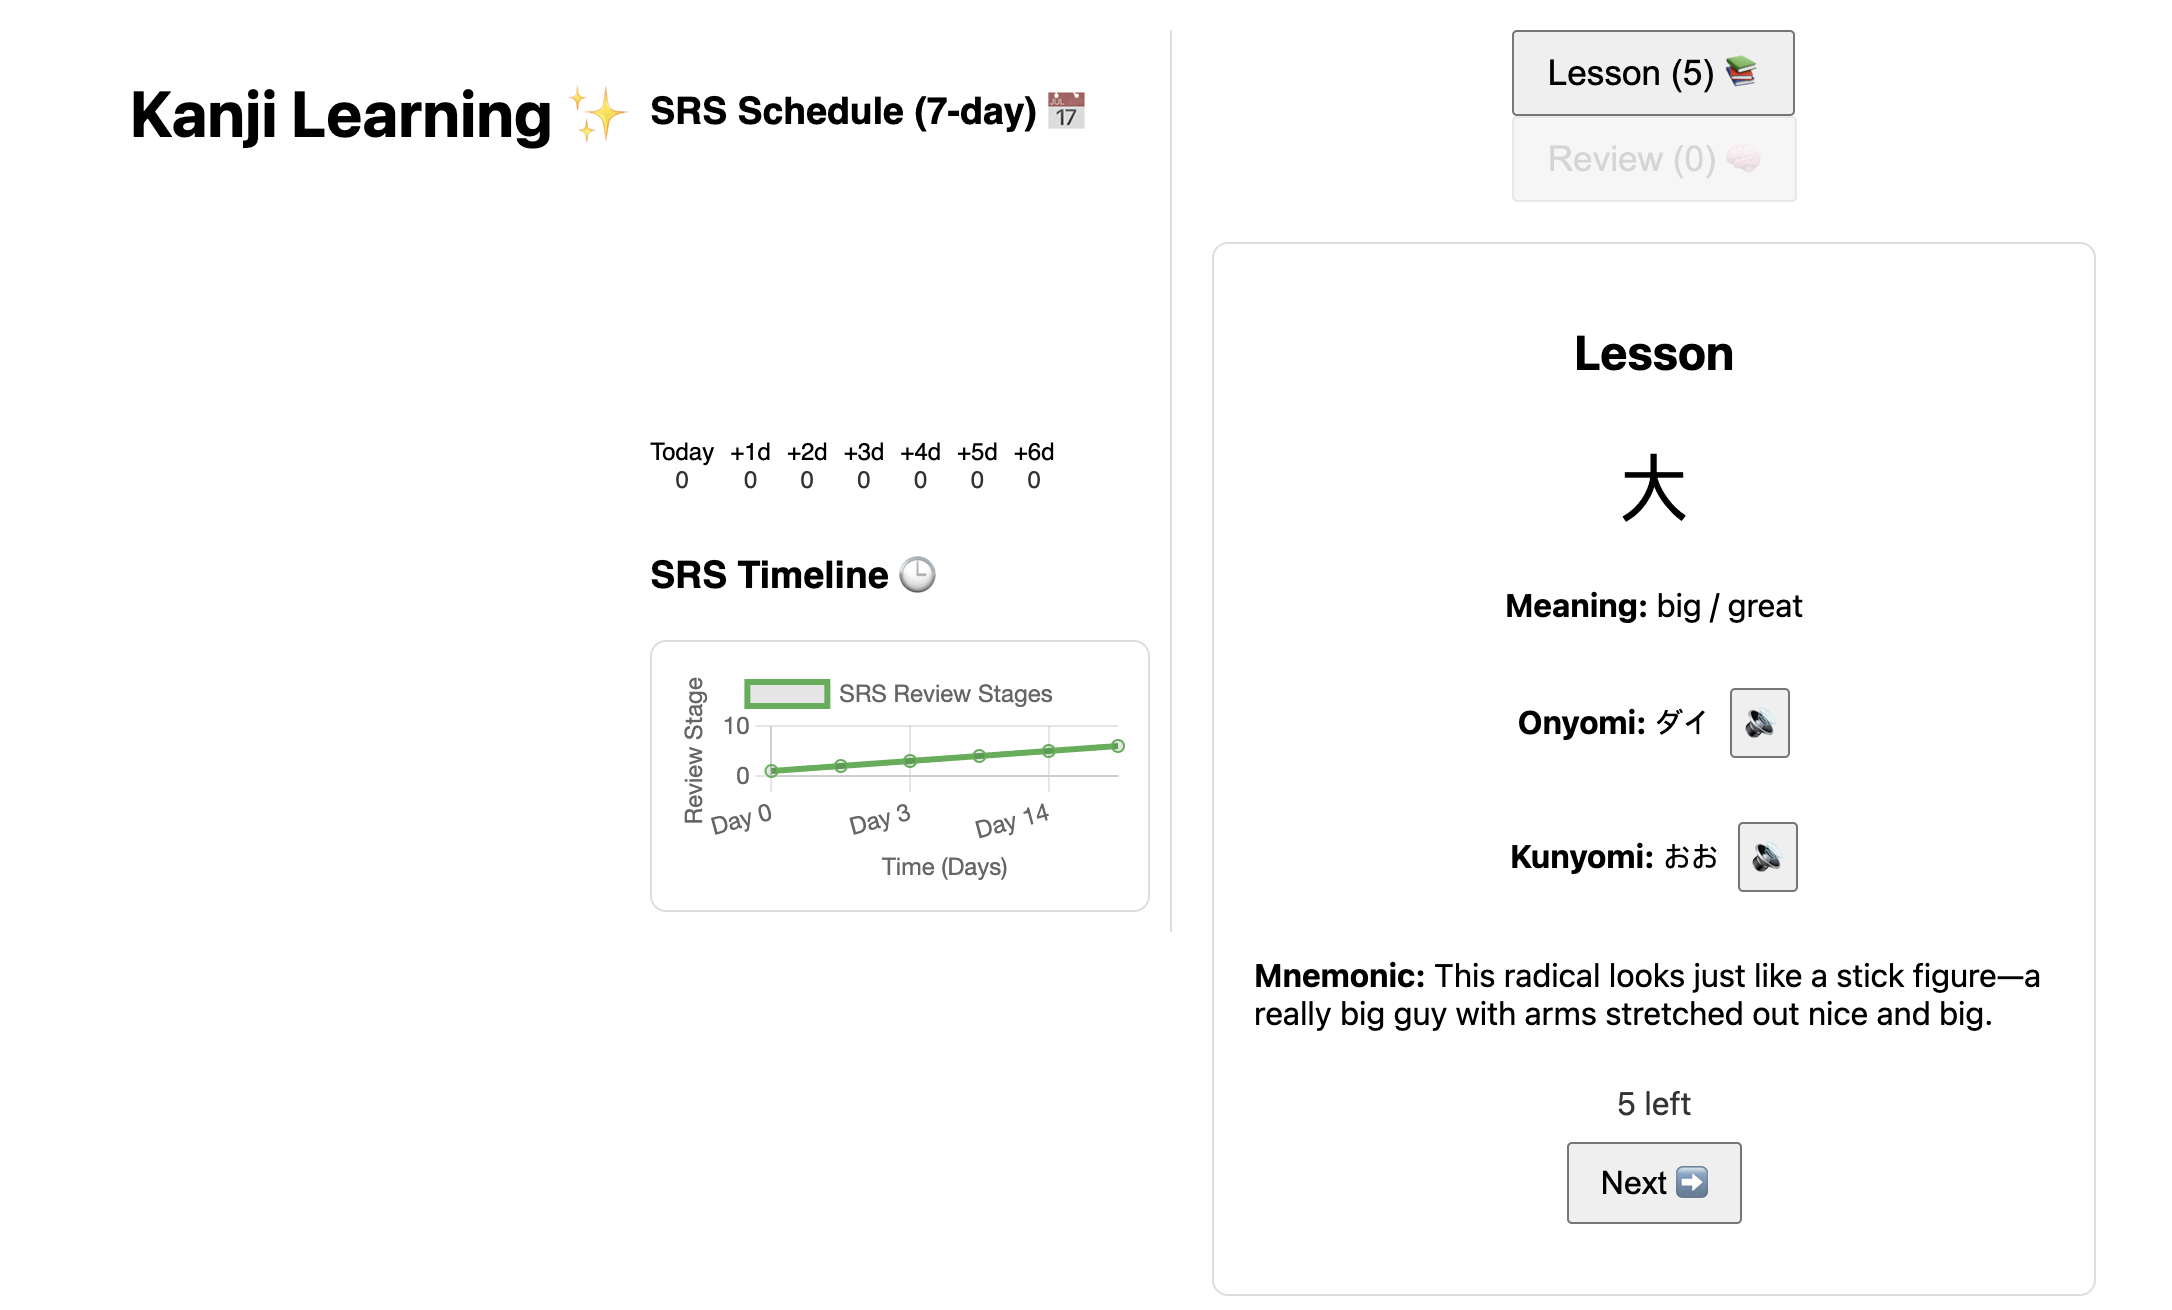 Kanji Learning ✨
SRS Schedule (7-day) 📅
JUL
17
Today +1d +2d +3d +4d +5d +6d
0 0 0 0 0 0 0
SRS Timeline 🕒
SRS Review Stages
Review Stage
10
0
Day 0 Day 3 Day 14
Time (Days)
Lesson (5) 📚
Review (0) 🧠
Lesson
大
Meaning: big / great
Onyomi: ダイ 🔊
Kunyomi: おお 🔊
Mnemonic: This radical looks just like a stick figure—a
really big guy with arms stretched out nice and big.
5 left
Next ➡️